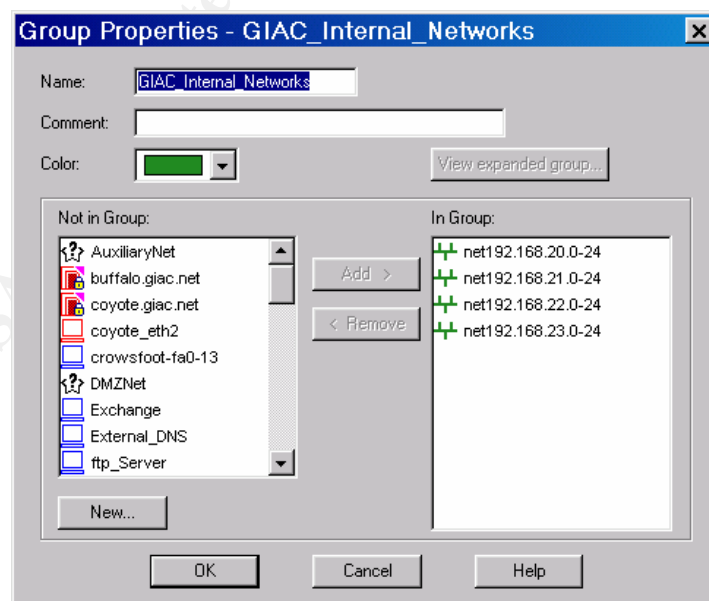 Group Properties - GIAC_Internal_Networks
Name: GIAC_Internal_Networks
Comment:
Color:
View expanded group...
Not in Group:
AuxiliaryNet
buffalo.giac.net
coyote.giac.net
coyote_eth2
crowsfoot-fa0-13
DMZNet
Exchange
External_DNS
ftp_Server
New...
Add >
< Remove
In Group:
net192.168.20.0-24
net192.168.21.0-24
net192.168.22.0-24
net192.168.23.0-24
OK
Cancel
Help